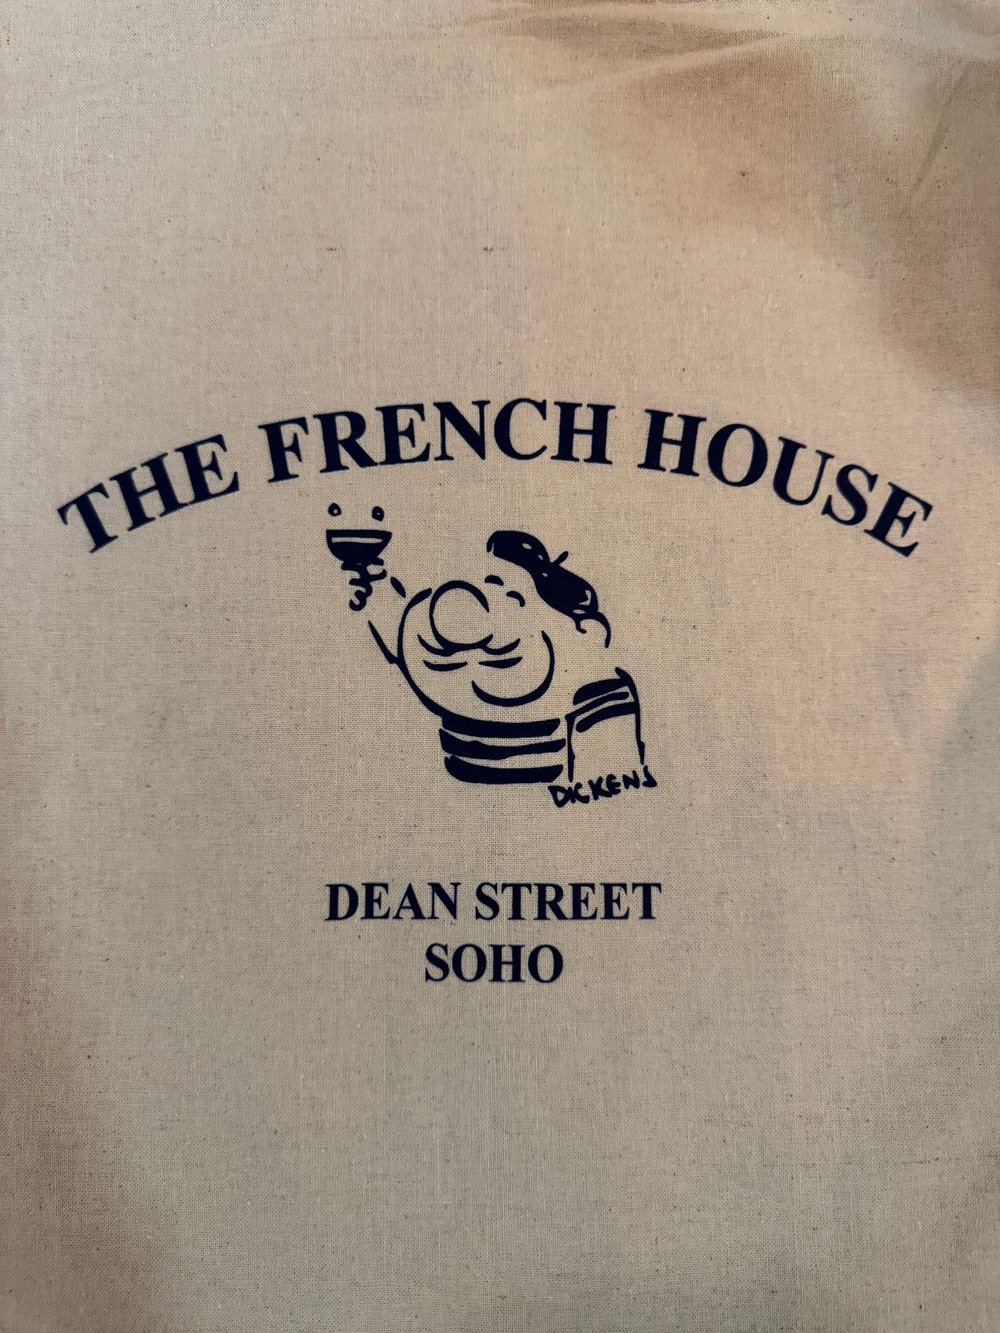 THE FRENCH HOUSE
DICKENS
DEAN STREET
SOHO